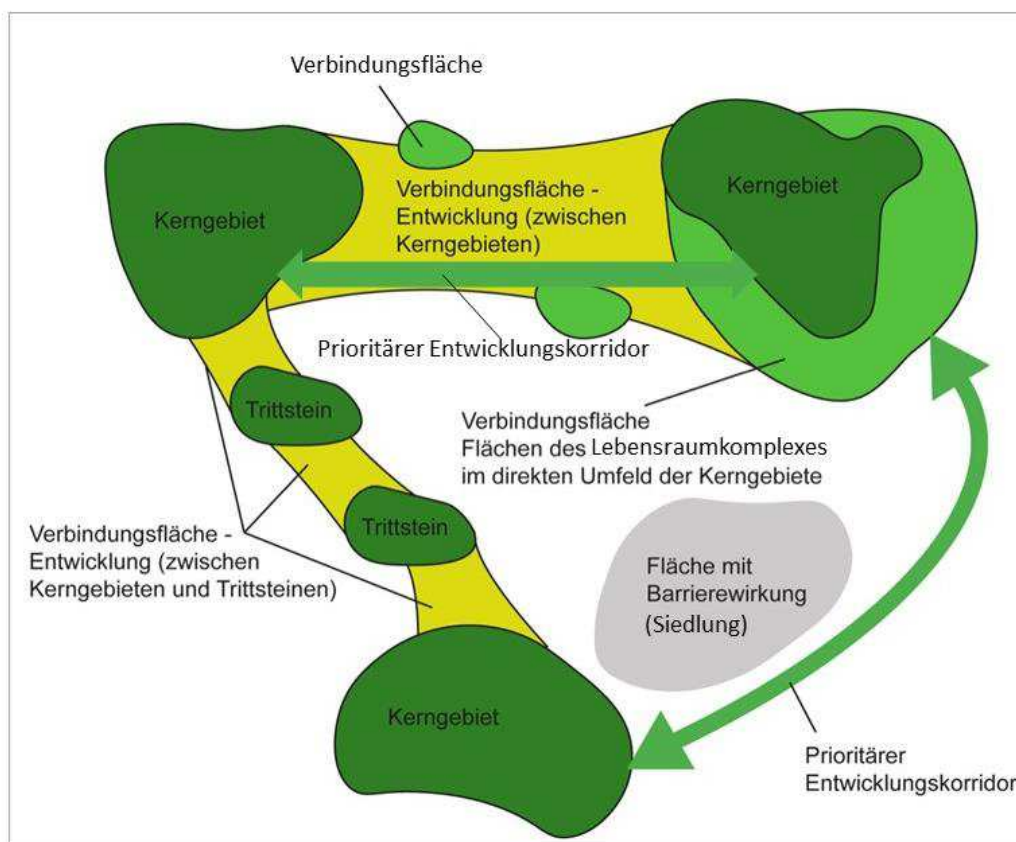 Verbindungsfläche
Kerngebiet
Verbindungsfläche -
Entwicklung (zwischen
Kerngebieten)
Kerngebiet
Prioritärer Entwicklungskorridor
Trittstein
Verbindungsfläche
Flächen des Lebensraumkomplexes
im direkten Umfeld der Kerngebiete
Trittstein
Verbindungsfläche -
Entwicklung (zwischen
Kerngebieten und Trittsteinen)
Fläche mit
Barrierewirkung
(Siedlung)
Kerngebiet
Prioritärer
Entwicklungskorridor